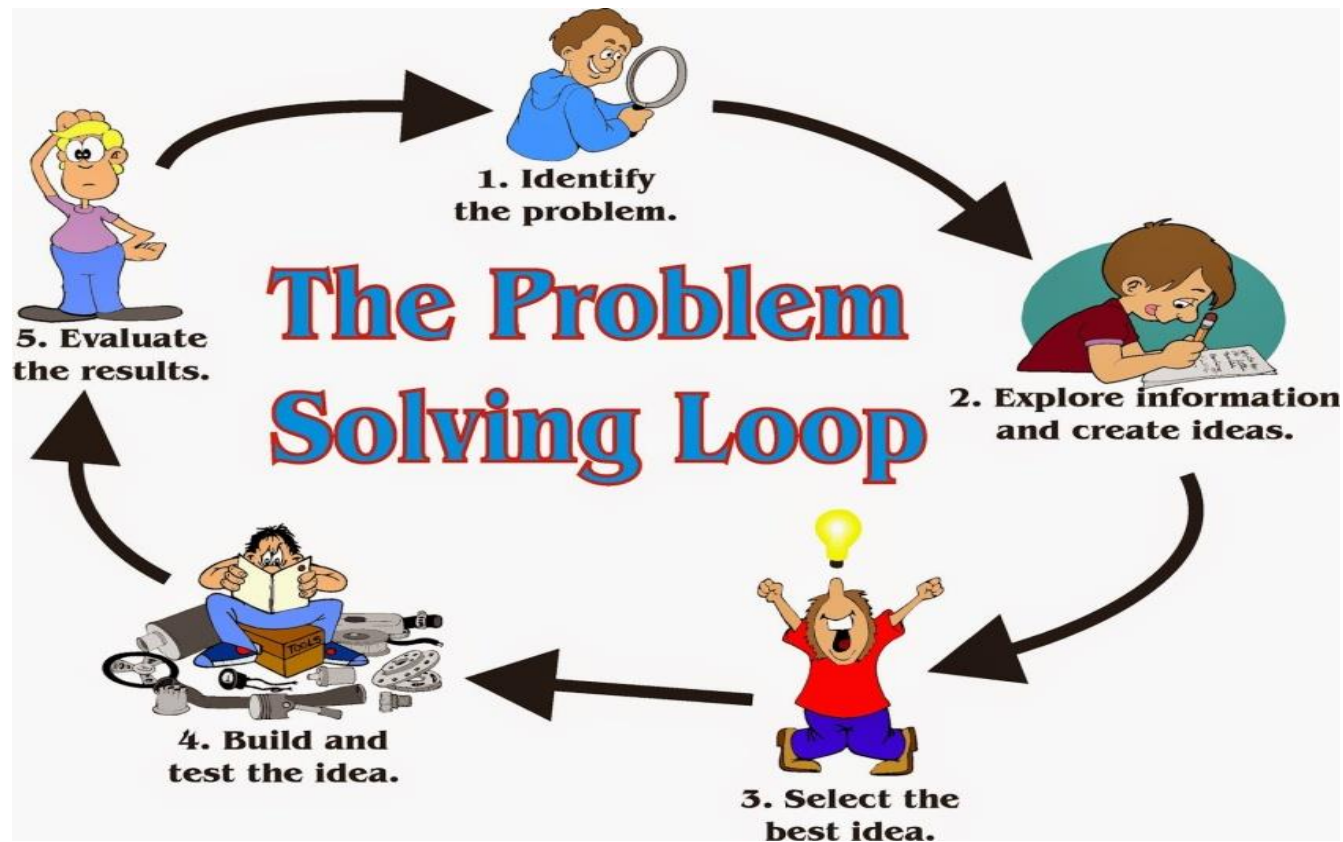 The Problem
Solving Loop
1. Identify
the problem.
2. Explore information
and create ideas.
3. Select the
best idea.
4. Build and
test the idea.
TOOLS
5. Evaluate
the results.